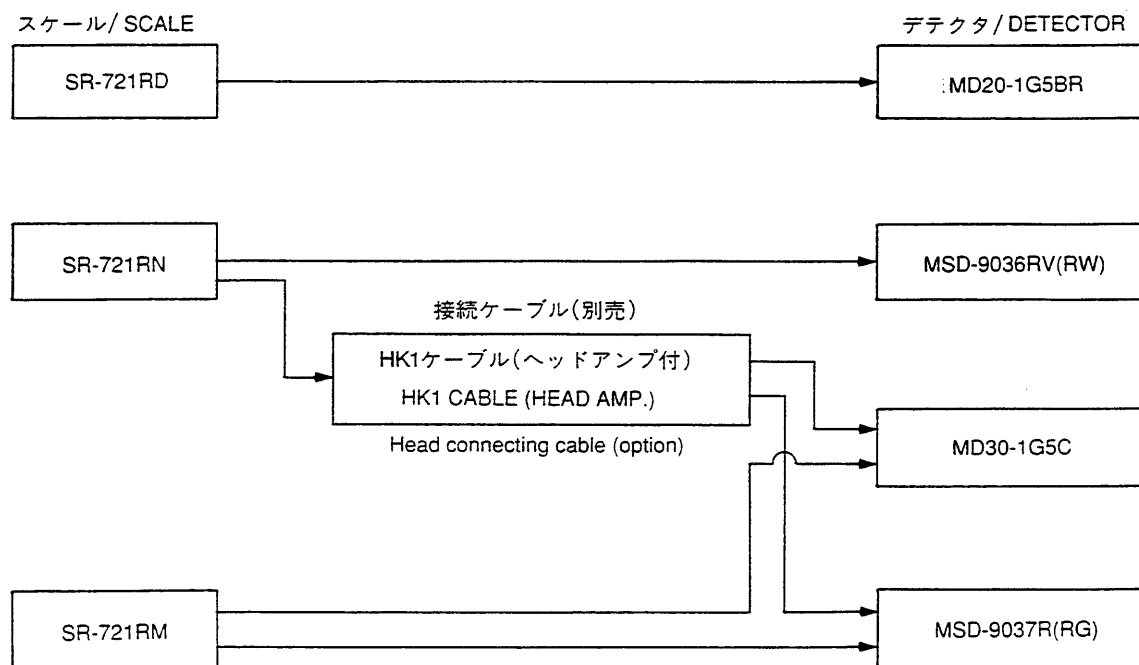 スケール/ SCALE
デテクタ/ DETECTOR
SR-721RD
MD20-1G5BR
SR-721RN
MSD-9036RV(RW)
接続ケーブル(別売)
HK1ケーブル(ヘッドアンプ付)
HK1 CABLE (HEAD AMP.)
Head connecting cable (option)
MD30-1G5C
SR-721RM
MSD-9037R(RG)